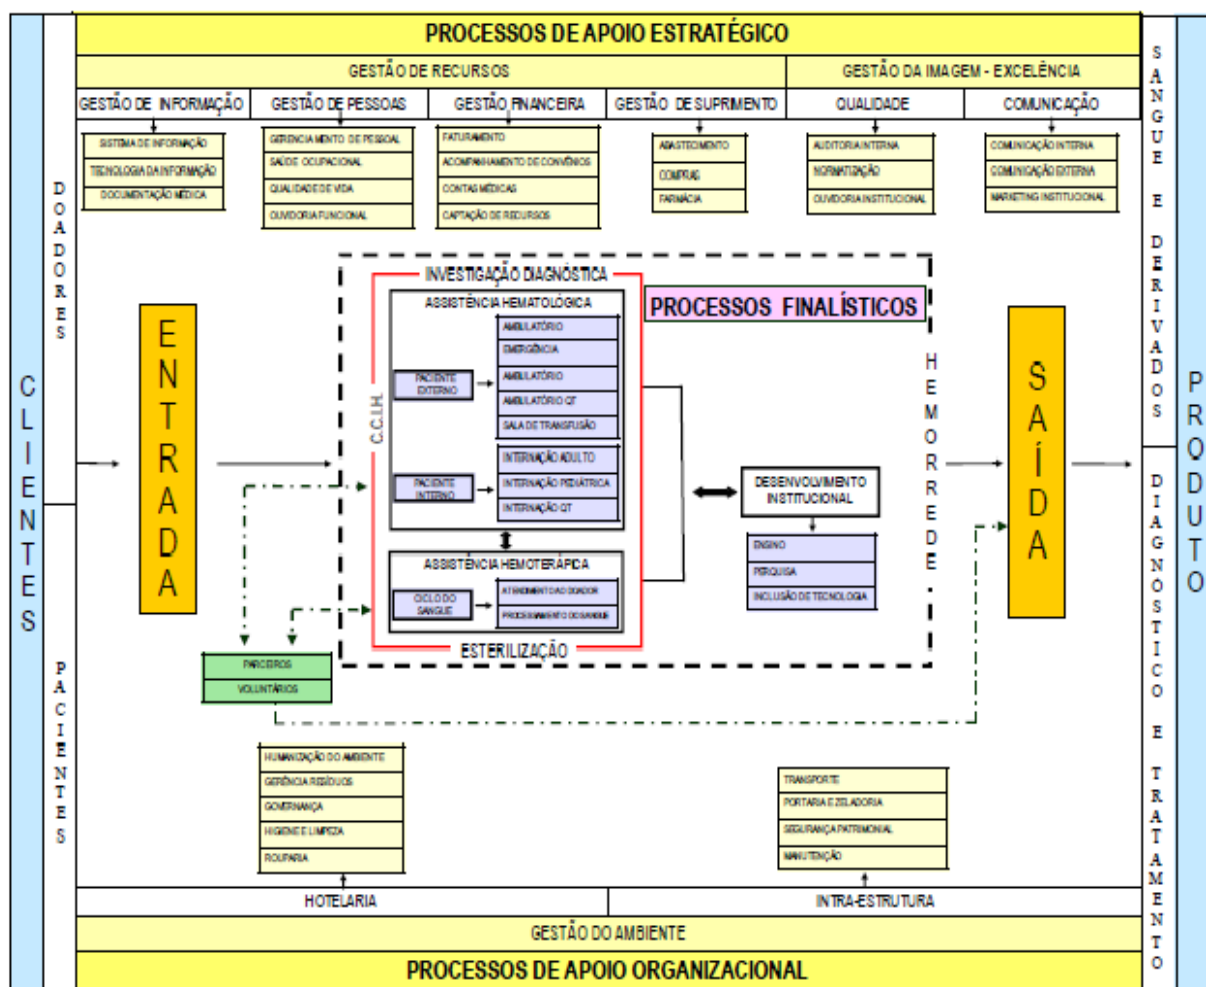 PROCESSOS DE APOIO ESTRATÉGICO
GESTÃO DE RECURSOS
GESTÃO DA IMAGEM - EXCELÊNCIA
GESTÃO DE INFORMAÇÃO
GESTÃO DE PESSOAS
GESTÃO FINANCEIRA
GESTÃO DE SUPRIMENTO
QUALIDADE
COMUNICAÇÃO
SISTEMA DE INFORMAÇÃO
TECNOLOGIA DA INFORMAÇÃO
DOCUMENTAÇÃO MÉDICA
GERENCIAMENTO DE PESSOAL
SAÚDE OCUPACIONAL
QUALIDADE DE VIDA
OUVIDORIA FUNCIONAL
FATURAMENTO
ACOMPANHAMENTO DE CONVÊNIOS
CONTAS MÉDICAS
CAPTAÇÃO DE RECURSOS
ABASTECIMENTO
COMPRAS
FARMÁCIA
AUDITORIA INTERNA
NORMATIZAÇÃO
OUVIDORIA INSTITUCIONAL
COMUNICAÇÃO INTERNA
COMUNICAÇÃO EXTERNA
MARKETING INSTITUCIONAL
CLIENTES
DOADORES
PACIENTES
ENTRADA
INVESTIGAÇÃO DIAGNÓSTICA
C.C.I.H.
ASSISTÊNCIA HEMATOLÓGICA
PACIENTE
EXTERNO
AMBULATÓRIO
EMERGÊNCIA
AMBULATÓRIO
AMBULATÓRIO QT
SALA DE TRANSFUSÃO
PACIENTE
INTERNO
INTERNAÇÃO ADULTO
INTERNAÇÃO PEDIÁTRICA
INTERNAÇÃO QT
ASSISTÊNCIA HEMOTERÁPICA
CICLO DO
SANGUE
ATENDIMENTO AO DOADOR
PROCESSAMENTO DO SANGUE
ESTERILIZAÇÃO
PROCESSOS FINALÍSTICOS
DESENVOLVIMENTO
INSTITUCIONAL
ENSINO
PERQUISA
INCLUSÃO DE TECNOLOGIA
HEMORREDE
SAÍDA
SANGUE E DERIVADOS
DIAGNOSTICO E TRATAMENTO
PRODUTO
PARCEIROS
VOLUNTÁRIOS
HUMANIZAÇÃO DO AMBIENTE
GERÊNCIA RESÍDUOS
GOVERNANÇA
HIGIENE E LIMPEZA
ROUPARIA
TRANSPORTE
PORTARIA E ZELADORIA
SEGURANÇA PATRIMONIAL
MANUTENÇÃO
HOTELARIA
INTRA-ESTRUTURA
GESTÃO DO AMBIENTE
PROCESSOS DE APOIO ORGANIZACIONAL